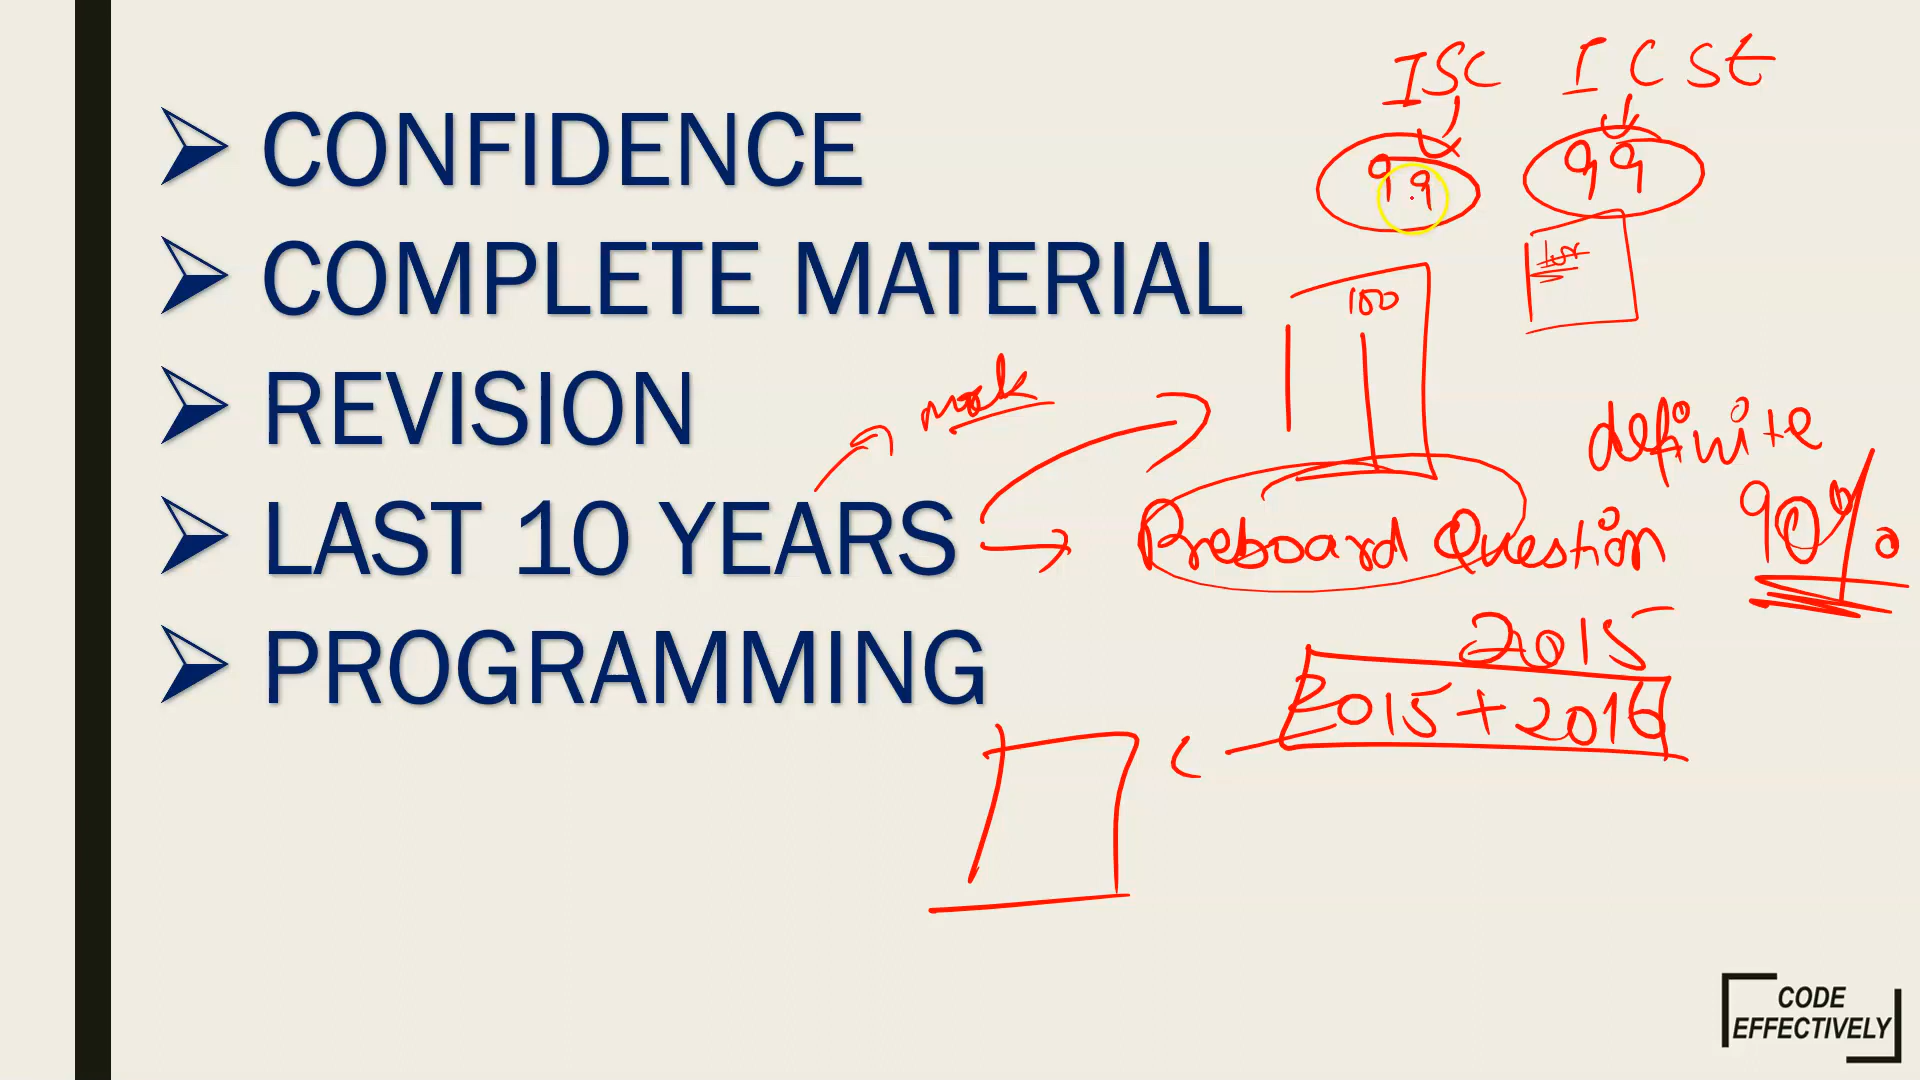 ISC ICSE
99 99
CONFIDENCE
COMPLETE MATERIAL
100
REVISION
mock
definite
90%
LAST 10 YEARS
Preboard Question
2015
PROGRAMMING
2015+2016
CODE
EFFECTIVELY